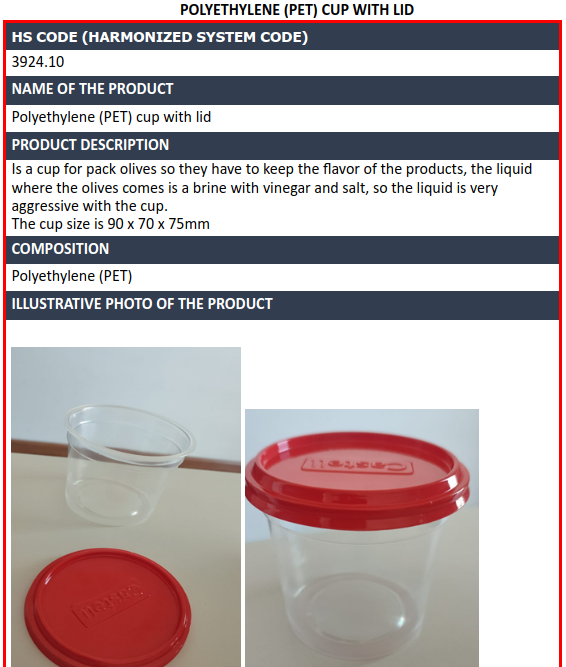 POLYETHYLENE (PET) CUP WITH LID
HS CODE (HARMONIZED SYSTEM CODE)
3924.10
NAME OF THE PRODUCT
Polyethylene (PET) cup with lid
PRODUCT DESCRIPTION
Is a cup for pack olives so they have to keep the flavor of the products, the liquid
where the olives comes is a brine with vinegar and salt, so the liquid is very
aggressive with the cup.
The cup size is 90 x 70 x 75mm
COMPOSITION
Polyethylene (PET)
ILLUSTRATIVE PHOTO OF THE PRODUCT
Castell